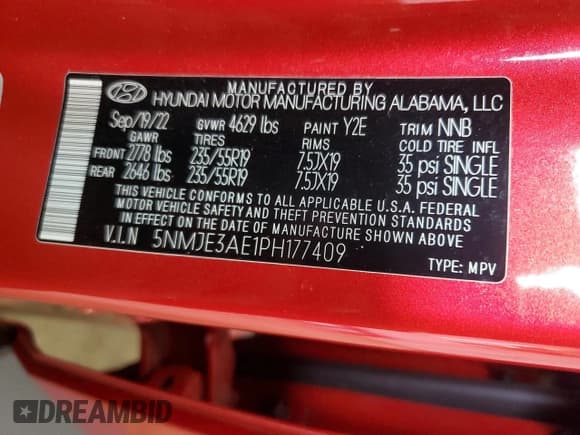 MANUFACTURED BY
HYUNDAI MOTOR MANUFACTURING ALABAMA, LLC
Sep/19/22 GVWR 4629 lbs PAINT Y2E TRIM NNB
GAWR TIRES RIMS COLD TIRE INFL
FRONT 2778 lbs 235/55R19 7.5JX19 35 psi SINGLE
REAR 2646 lbs 235/55R19 7.5JX19 35 psi SINGLE
THIS VEHICLE CONFORMS TO ALL APPLICABLE U.S.A. FEDERAL
MOTOR VEHICLE SAFETY AND THEFT PREVENTION STANDARDS
IN EFFECT ON THE DATE OF MANUFACTURE SHOWN ABOVE
V.I.N 5NMJE3AE1PH177409
TYPE: MPV
DREAMBID